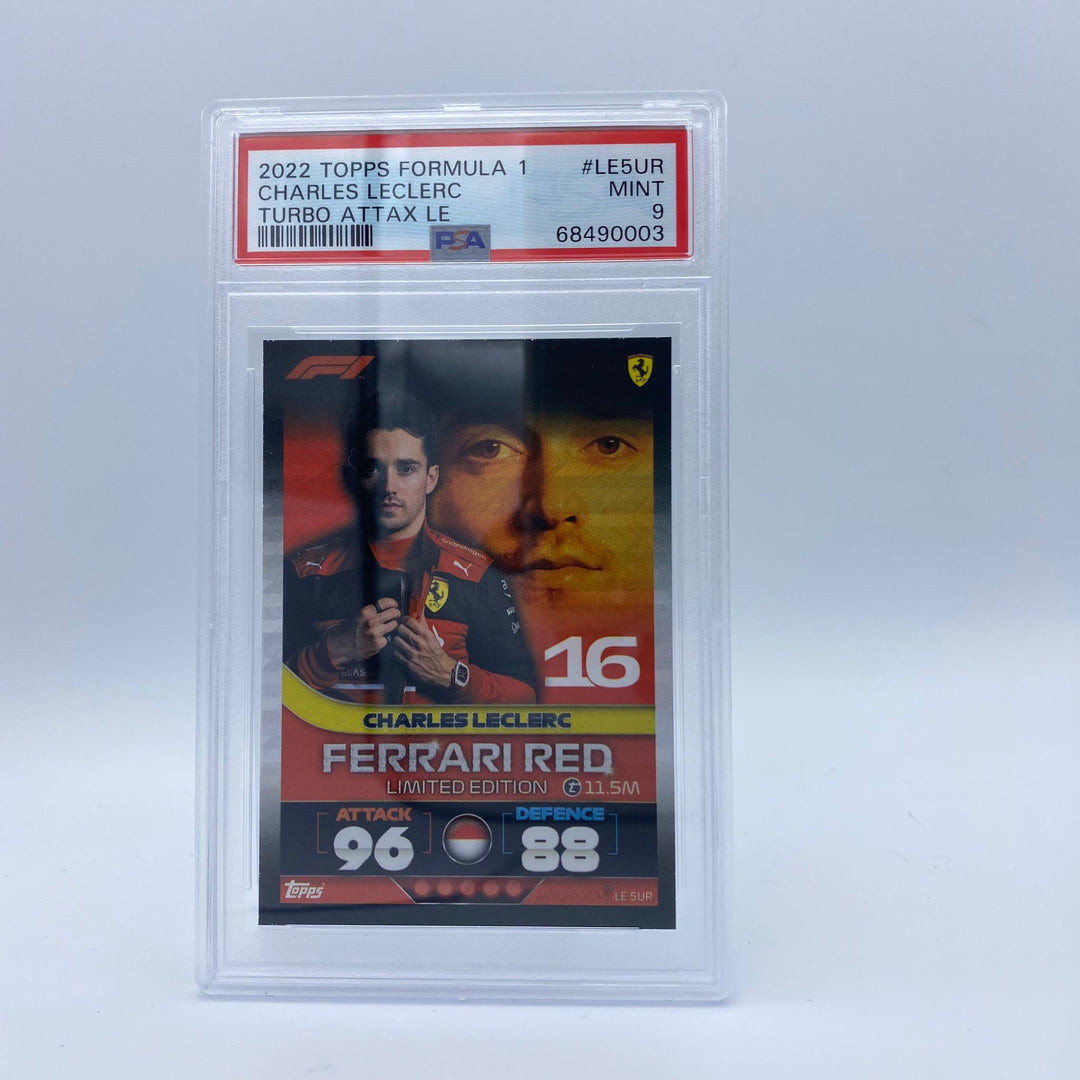 2022 TOPPS FORMULA 1 #LE5UR
CHARLES LECLERC MINT
TURBO ATTAX LE 9
PSA 68490003
F1
Snapdragon
16
CHARLES LECLERC
FERRARI RED
LIMITED EDITION t 11.5M
ATTACK DEFENCE
96 88
Topps
LE 5UR